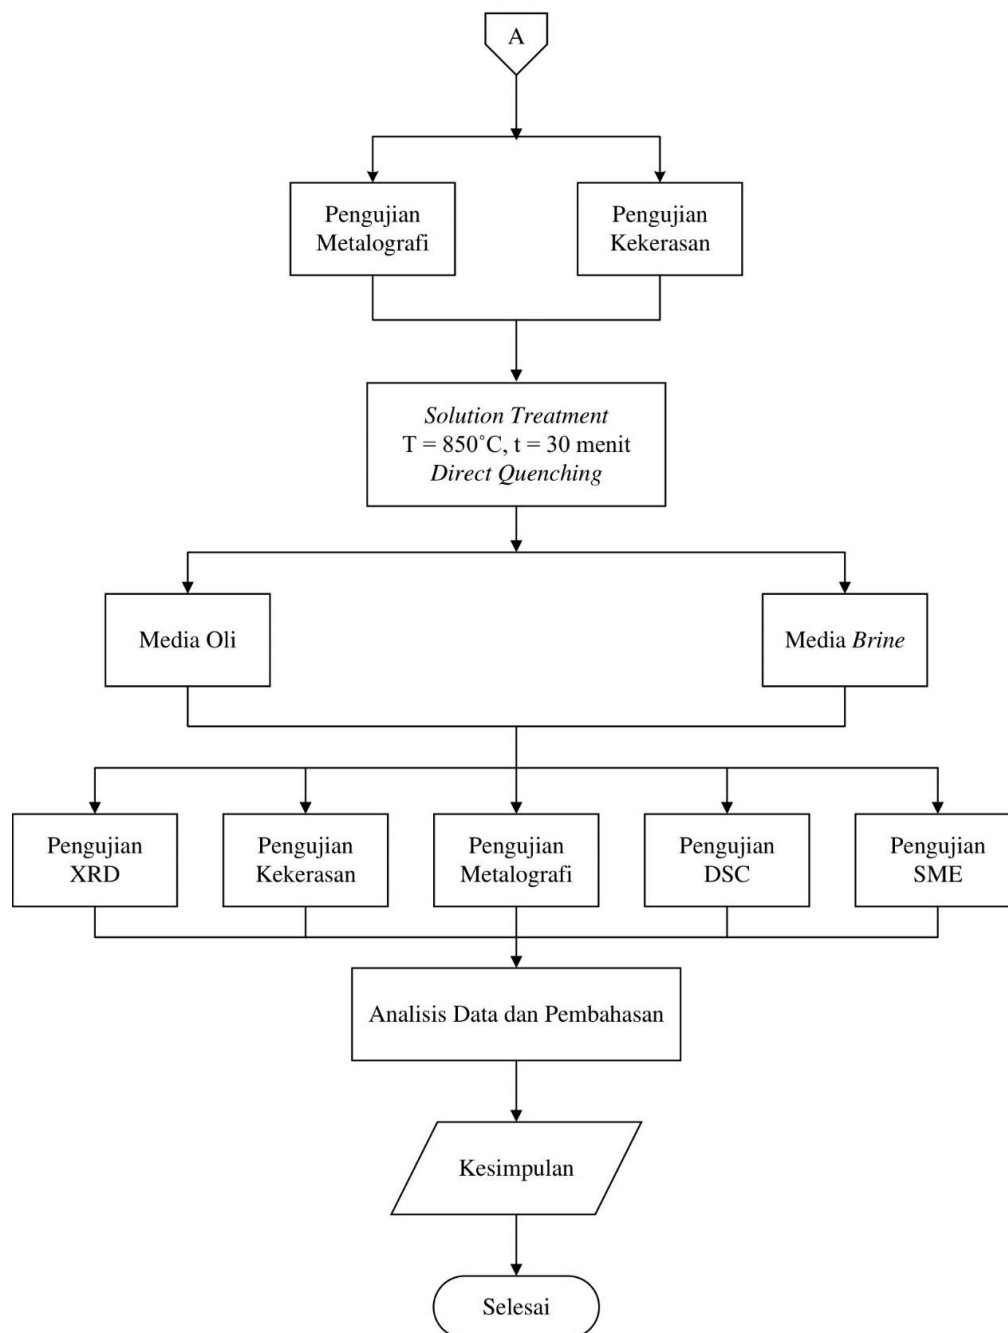 A
Pengujian
Metalografi
Pengujian
Kekerasan
Solution Treatment
T = 850˚C, t = 30 menit
Direct Quenching
Media Oli
Media Brine
Pengujian
XRD
Pengujian
Kekerasan
Pengujian
Metalografi
Pengujian
DSC
Pengujian
SME
Analisis Data dan Pembahasan
Kesimpulan
Selesai